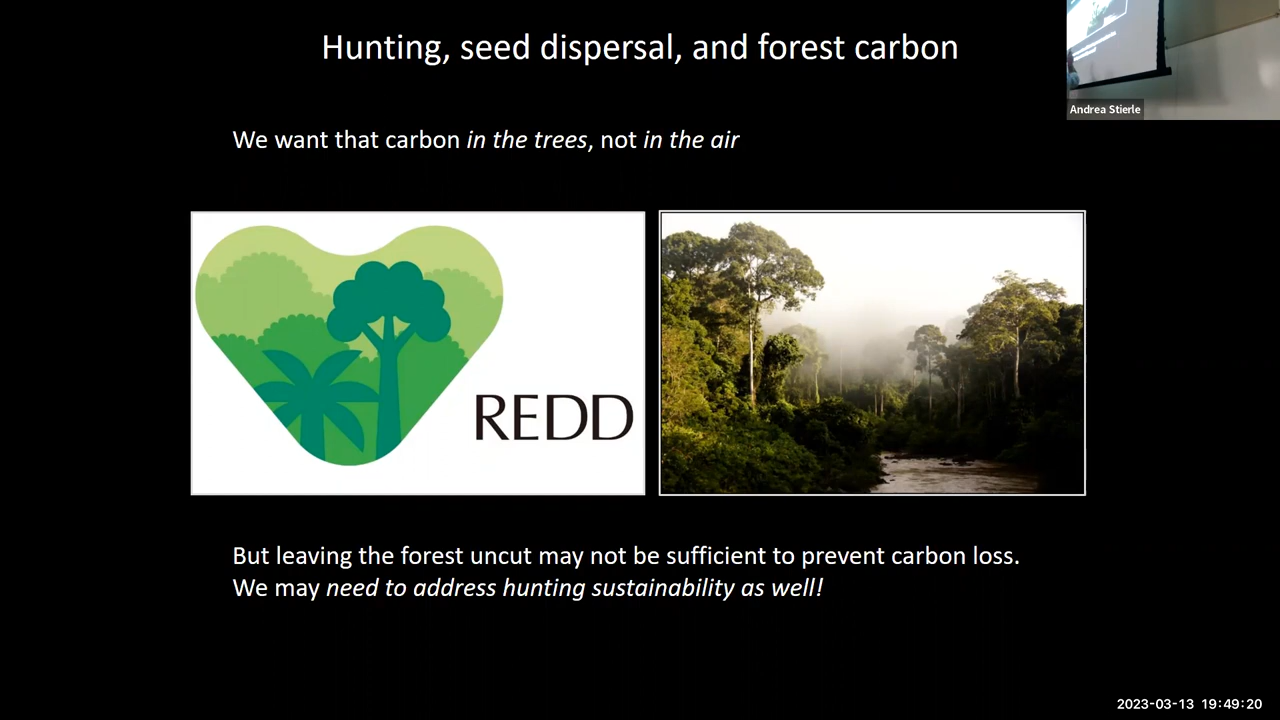 Hunting, seed dispersal, and forest carbon
Andrea Stierle
We want that carbon in the trees, not in the air
REDD
But leaving the forest uncut may not be sufficient to prevent carbon loss.
We may need to address hunting sustainability as well!
2023-03-13 19:49:20